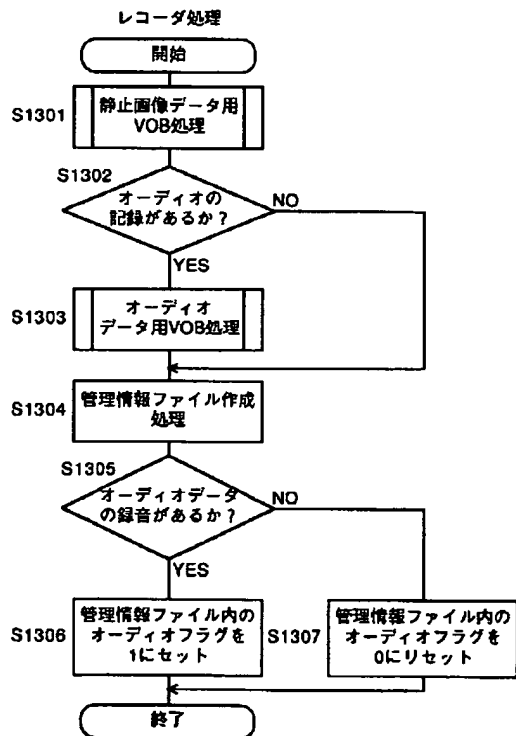 レコーダ処理
開始
S1301
静止画像データ用
VOB処理
S1302
オーディオの
記録があるか？
NO
YES
S1303
オーディオ
データ用VOB処理
S1304
管理情報ファイル作成
処理
S1305
オーディオデータ
の録音があるか？
NO
YES
S1306
管理情報ファイル内の
オーディオフラグを
1にセット
S1307
管理情報ファイル内の
オーディオフラグを
0にリセット
終了